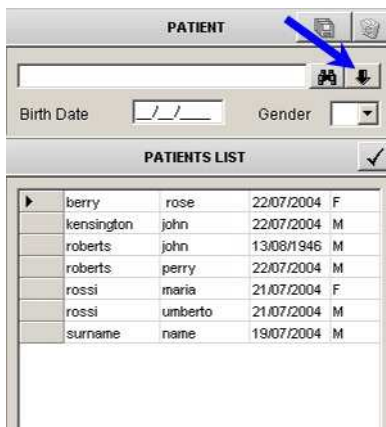 PATIENT
Birth Date _/_/___ Gender
PATIENTS LIST
berry rose 22/07/2004 F
kensington john 22/07/2004 M
roberts john 13/08/1946 M
roberts perry 22/07/2004 M
rossi maria 21/07/2004 F
rossi umberto 21/07/2004 M
surname name 19/07/2004 M